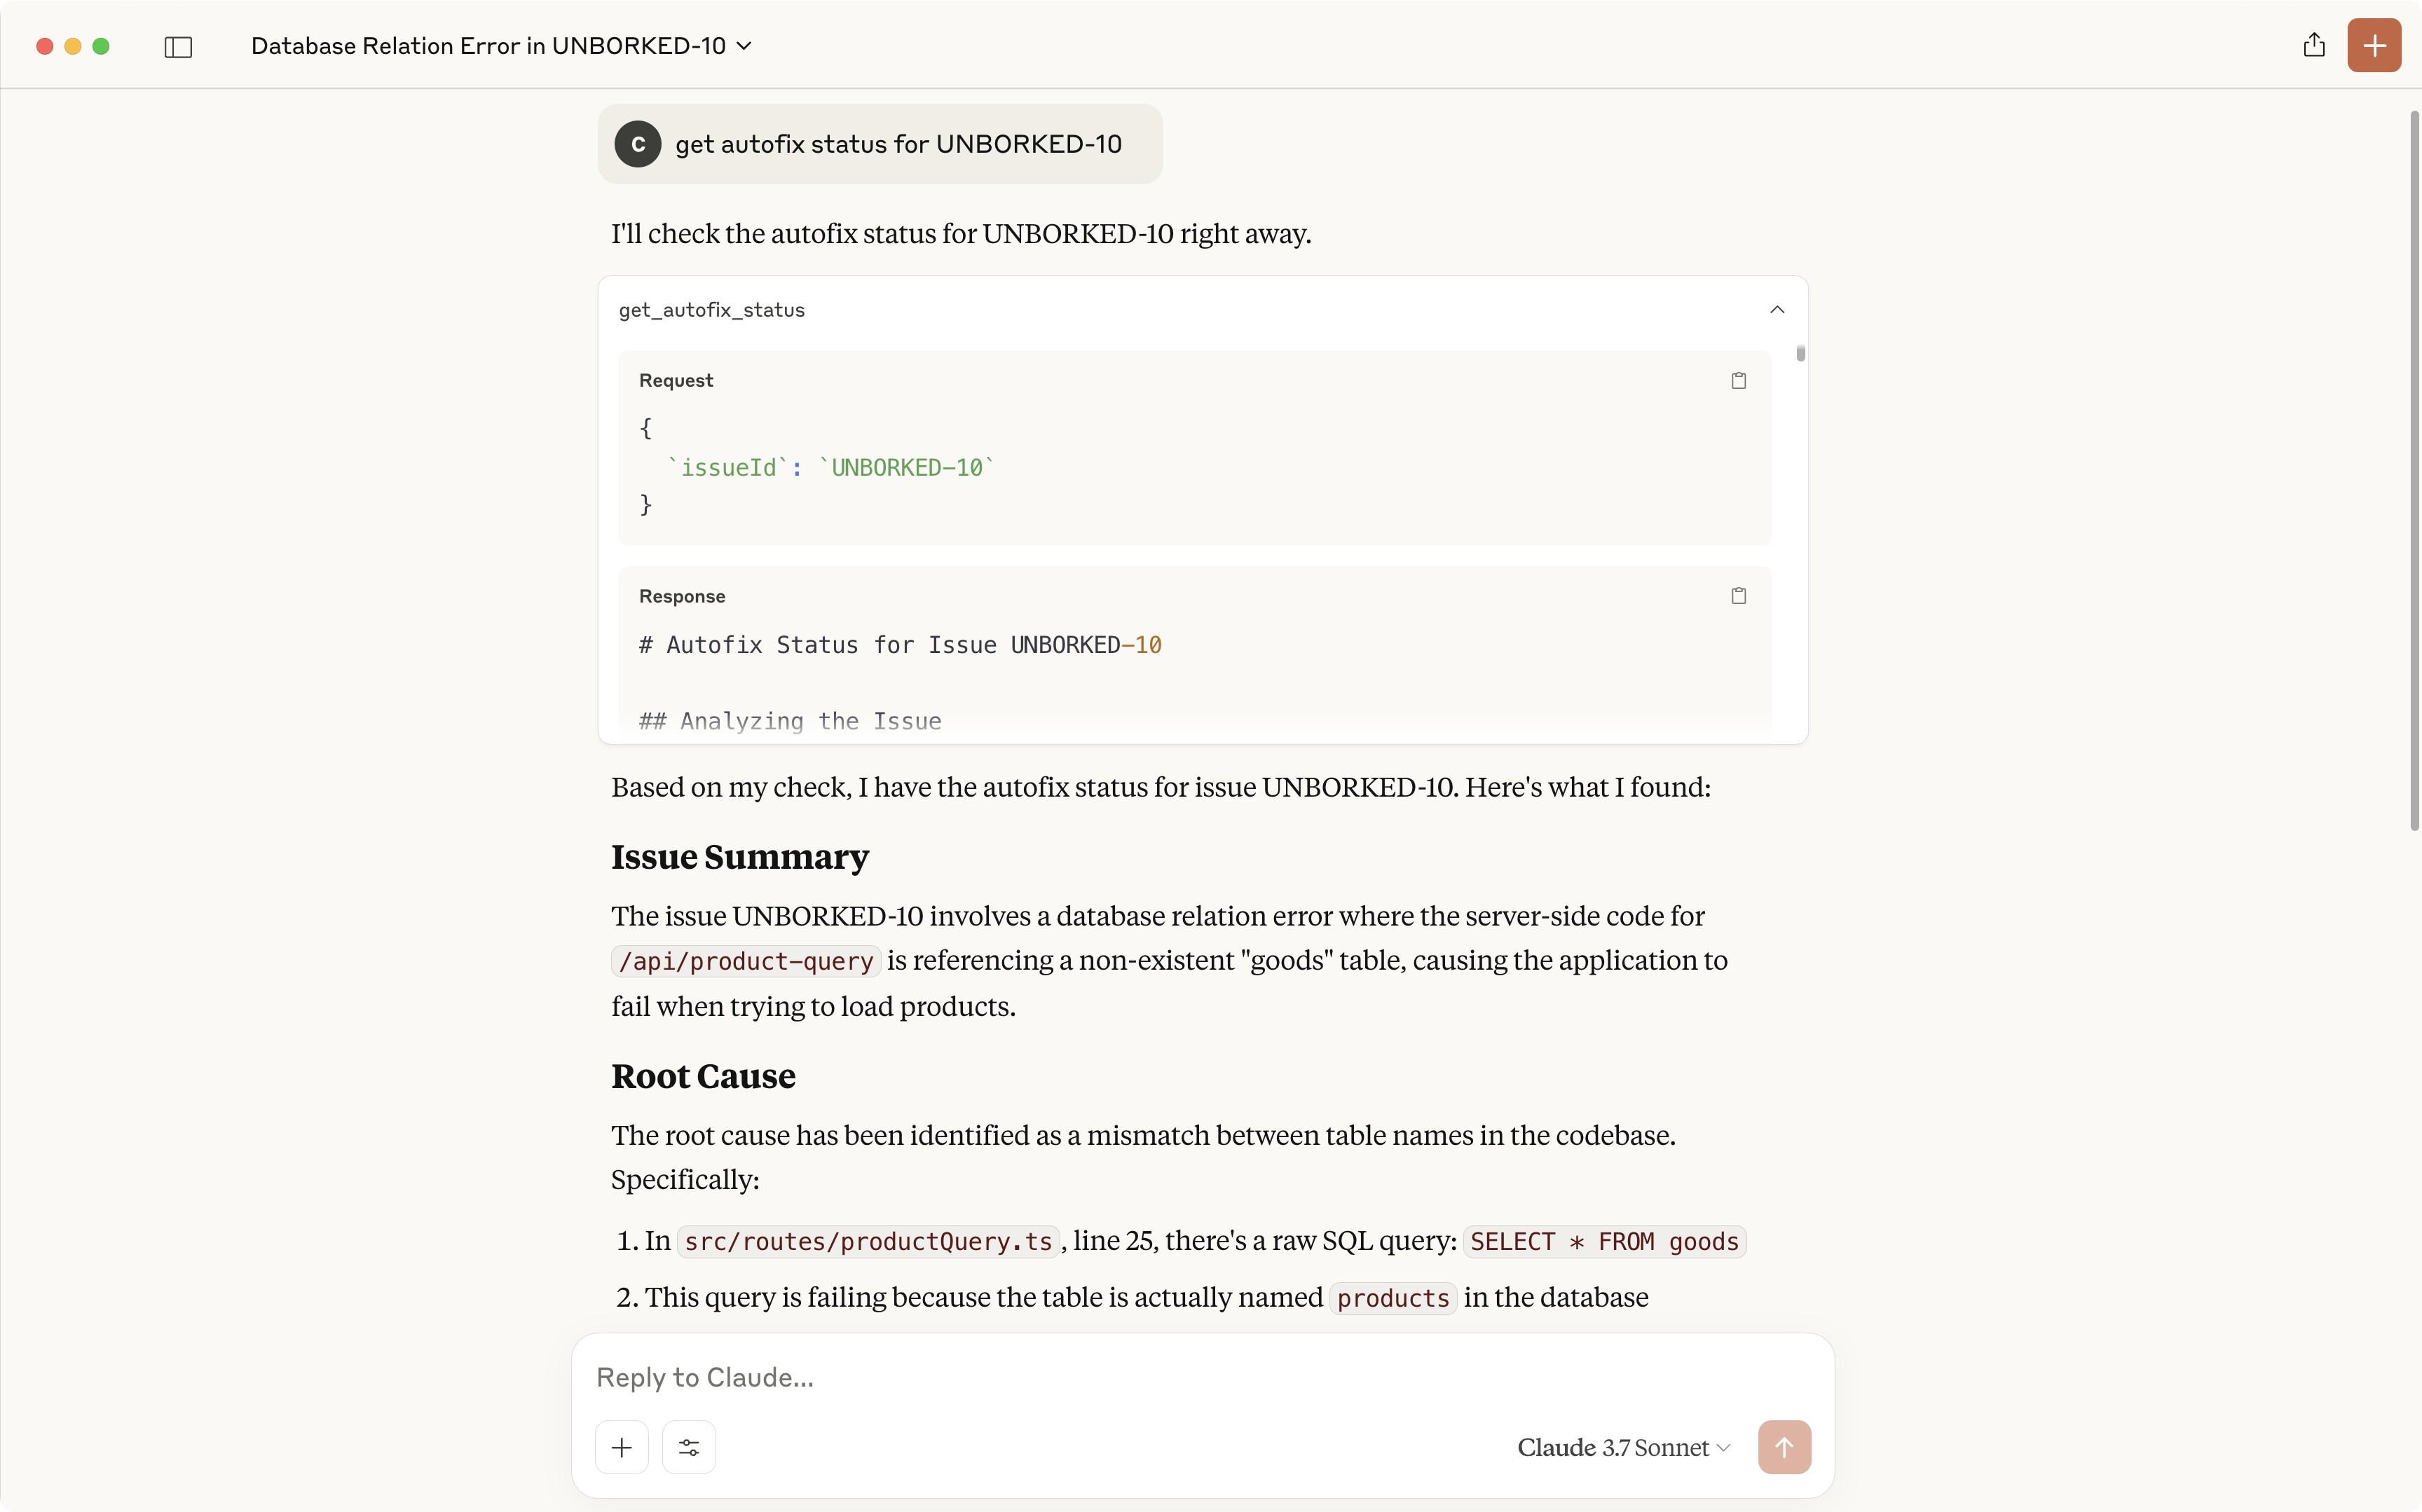 Database Relation Error in UNBORKED-10
C get autofix status for UNBORKED-10
I'll check the autofix status for UNBORKED-10 right away.
get_autofix_status
Request
{
  `issueId`: `UNBORKED-10`
}
Response
# Autofix Status for Issue UNBORKED-10
## Analyzing the Issue
Based on my check, I have the autofix status for issue UNBORKED-10. Here's what I found:
Issue Summary
The issue UNBORKED-10 involves a database relation error where the server-side code for
/api/product-query is referencing a non-existent "goods" table, causing the application to
fail when trying to load products.
Root Cause
The root cause has been identified as a mismatch between table names in the codebase.
Specifically:
1. In src/routes/productQuery.ts, line 25, there's a raw SQL query: SELECT * FROM goods
2. This query is failing because the table is actually named products in the database
Reply to Claude...
Claude 3.7 Sonnet